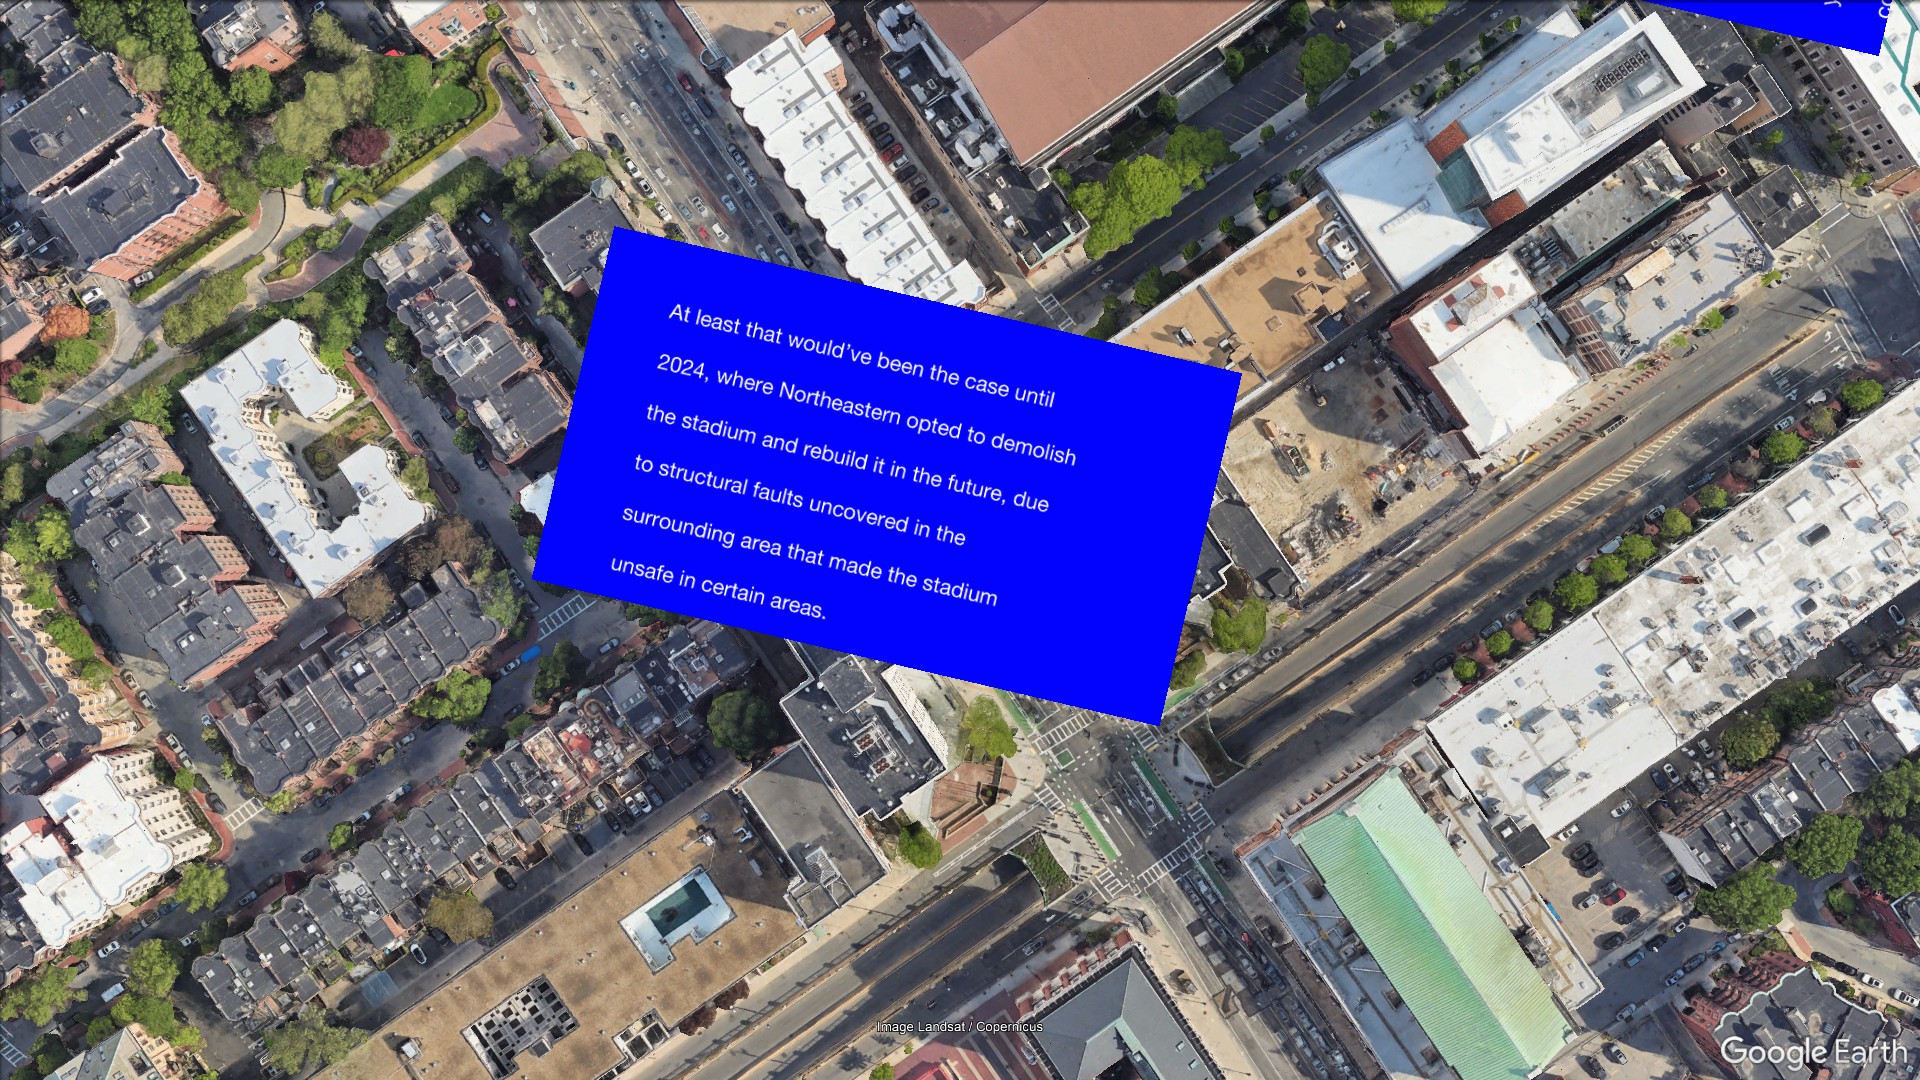 At least that would've been the case until
2024, where Northeastern opted to demolish
the stadium and rebuild it in the future, due
to structural faults uncovered in the
surrounding area that made the stadium
unsafe in certain areas.
Image Landsat / Copernicus
Google Earth